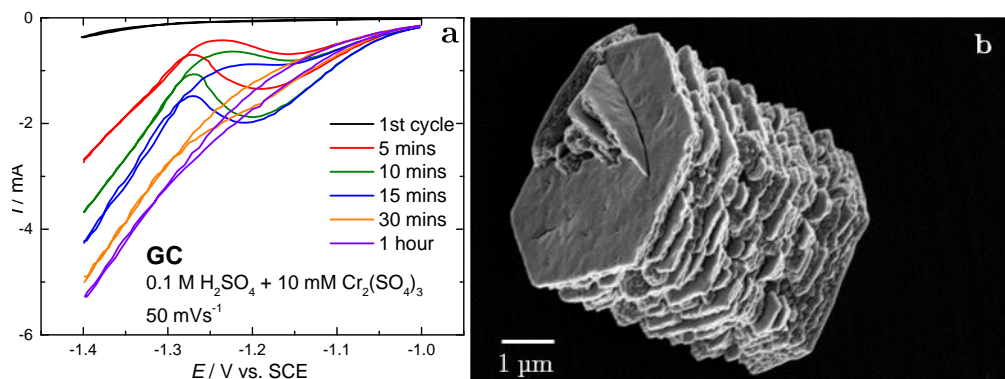 a
0
-2
-4
-6
I / mA
1st cycle
5 mins
10 mins
15 mins
30 mins
1 hour
GC
0.1 M H₂SO₄ + 10 mM Cr₂(SO₄)₃
50 mVs⁻¹
-1.4 -1.3 -1.2 -1.1 -1.0
E / V vs. SCE
b
1 µm